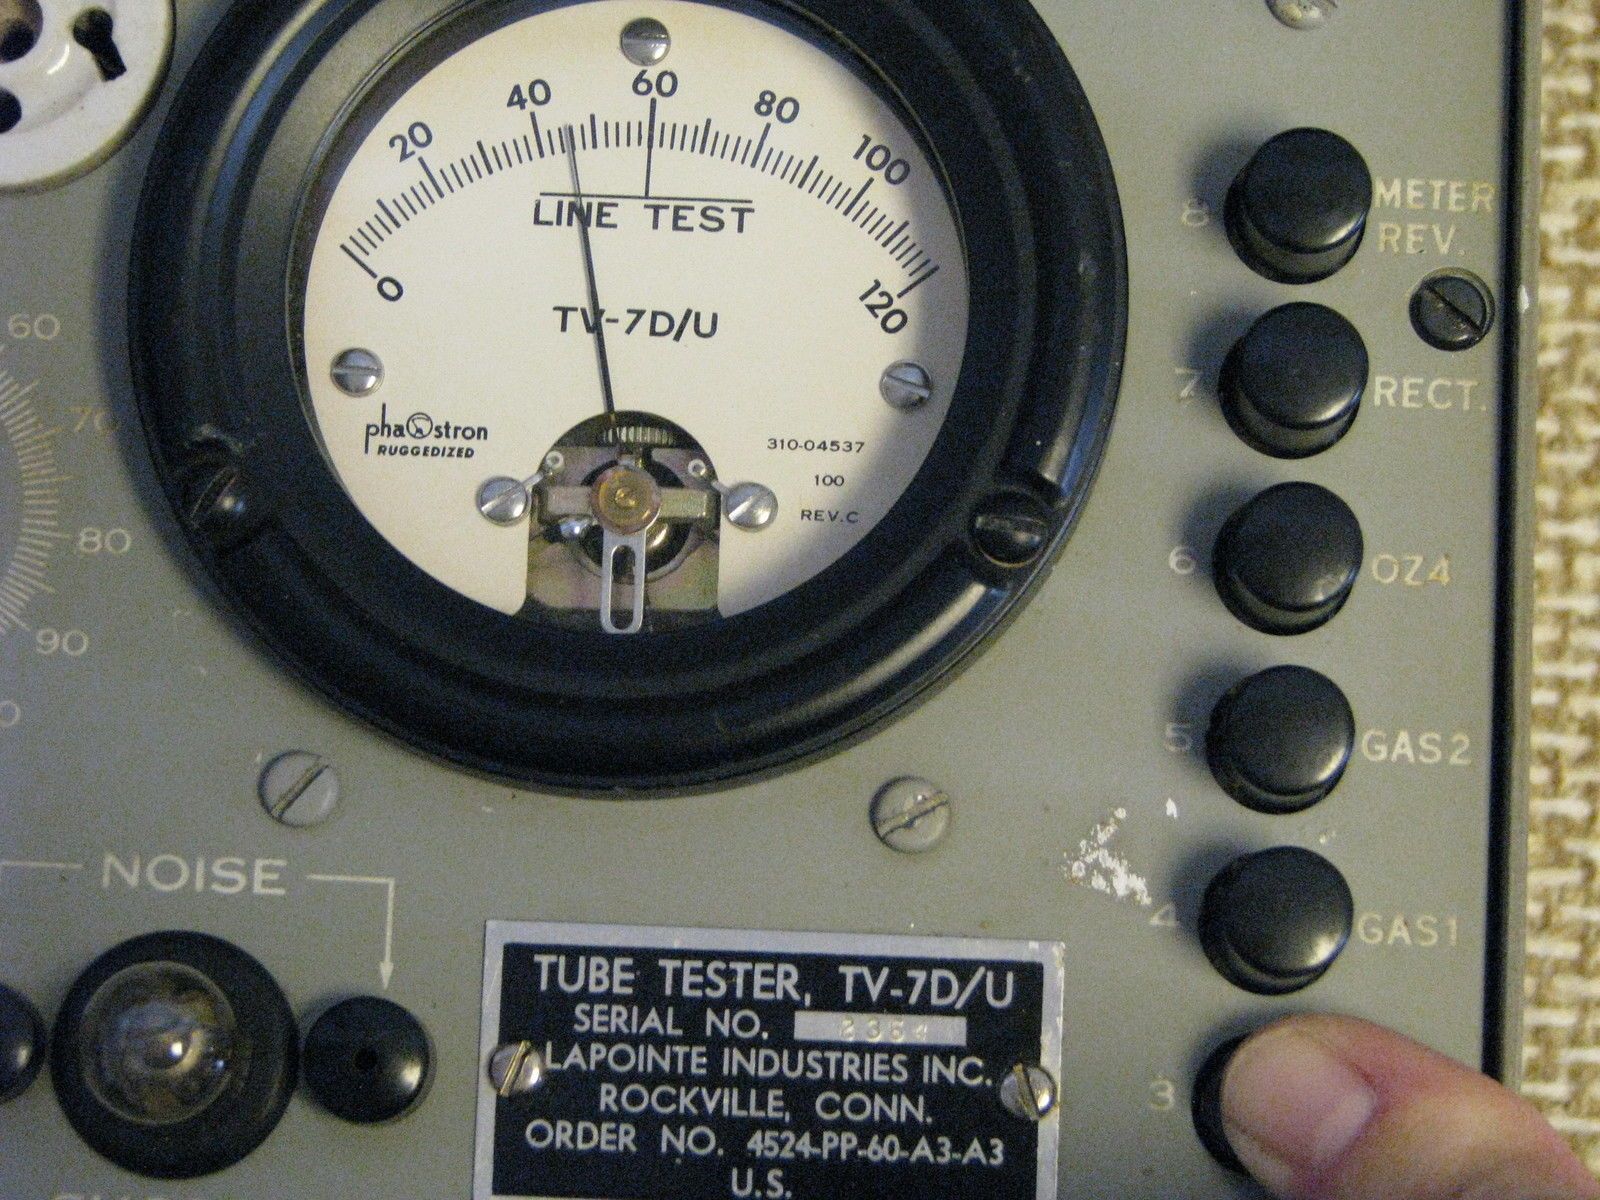 0 20 40 60 80 100 120
LINE TEST
TV-7D/U
phaostron
RUGGEDIZED
310-04537
100
REV.C
60
70
80
90
8 METER
REV.
7 RECT.
6 OZ4
5 GAS2
4 GAS1
3
NOISE
TUBE TESTER, TV-7D/U
SERIAL NO.
LAPOINTE INDUSTRIES INC.
ROCKVILLE, CONN.
ORDER NO. 4524-PP-60-A3-A3
U.S.